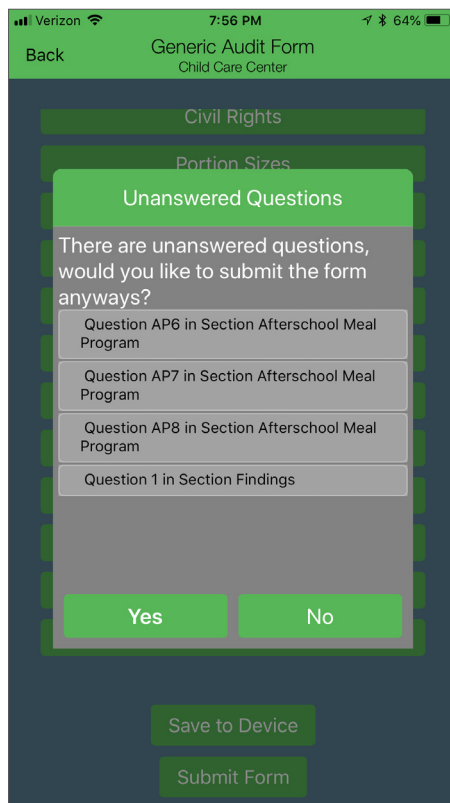 Verizon 7:56 PM 64%
Back Generic Audit Form
Child Care Center
Civil Rights
Portion Sizes
Unanswered Questions
There are unanswered questions,
would you like to submit the form
anyways?
Question AP6 in Section Afterschool Meal
Program
Question AP7 in Section Afterschool Meal
Program
Question AP8 in Section Afterschool Meal
Program
Question 1 in Section Findings
Yes No
Save to Device
Submit Form